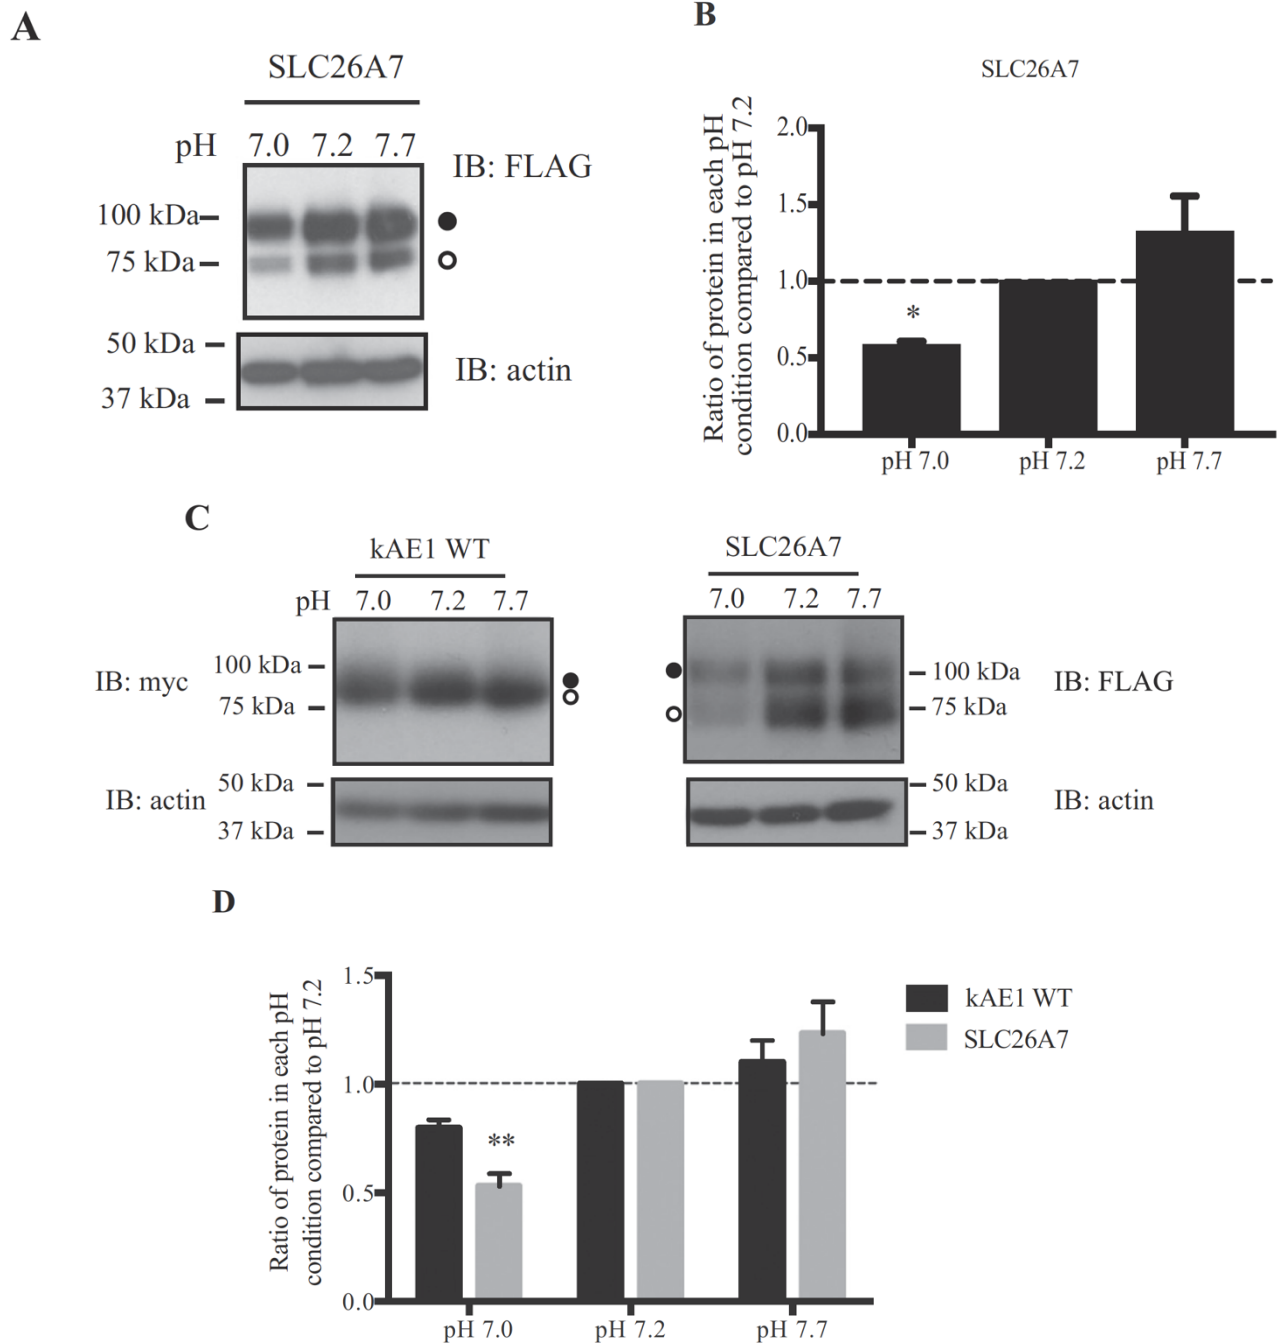 A
SLC26A7
pH 7.0 7.2 7.7
IB: FLAG
100 kDa
75 kDa
50 kDa
IB: actin
37 kDa
B
SLC26A7
Ratio of protein in each pH
condition compared to pH 7.2
2.0
1.5
1.0
*
0.5
0.0
pH 7.0 pH 7.2 pH 7.7
C
kAE1 WT
pH 7.0 7.2 7.7
IB: myc
100 kDa
75 kDa
IB: actin
50 kDa
37 kDa
SLC26A7
7.0 7.2 7.7
100 kDa
75 kDa
IB: FLAG
50 kDa
37 kDa
IB: actin
D
Ratio of protein in each pH
condition compared to pH 7.2
1.5
1.0
**
0.5
0.0
pH 7.0 pH 7.2 pH 7.7
kAE1 WT
SLC26A7